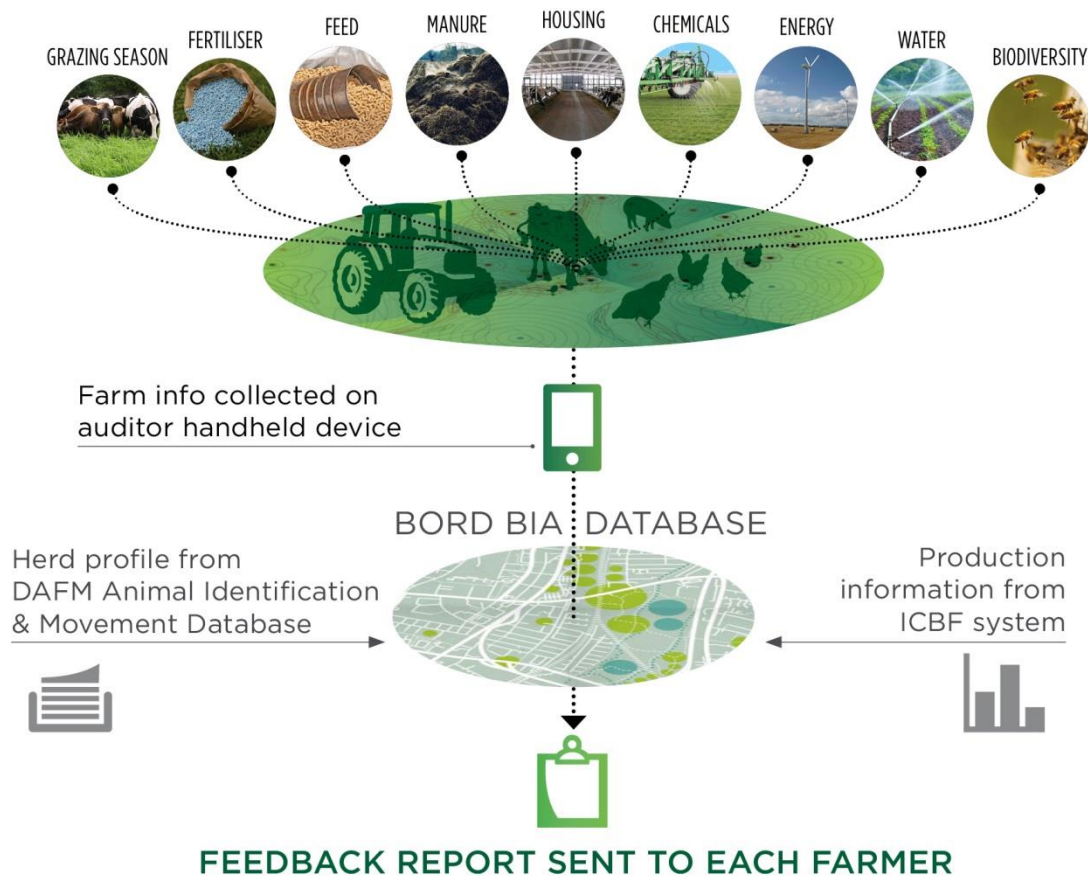 GRAZING SEASON
FERTILISER
FEED
MANURE
HOUSING
CHEMICALS
ENERGY
WATER
BIODIVERSITY
Farm info collected on
auditor handheld device
BORD BIA DATABASE
Herd profile from
DAFM Animal Identification
& Movement Database
Production
information from
ICBF system
FEEDBACK REPORT SENT TO EACH FARMER